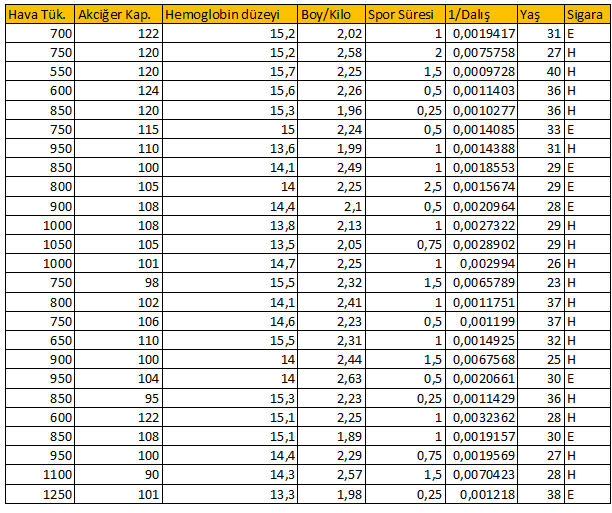 Hava Tük. Akciğer Kap. Hemoglobin düzeyi Boy/Kilo Spor Süresi 1/Dalış Yaş Sigara
700 122 15,2 2,02 1 0,0019417 31 E
750 120 15,2 2,58 2 0,0075758 27 H
550 120 15,7 2,25 1,5 0,0009728 40 H
600 124 15,6 2,26 0,5 0,0011403 36 H
850 120 15,3 1,96 0,25 0,0010277 36 H
750 115 15 2,24 0,5 0,0014085 33 E
950 110 13,6 1,99 1 0,0014388 31 H
850 100 14,1 2,49 1 0,0018553 29 E
800 105 14 2,25 2,5 0,0015674 29 E
900 108 14,4 2,1 0,5 0,0020964 28 E
1000 108 13,8 2,13 1 0,0027322 29 H
1050 105 13,5 2,05 0,75 0,0028902 29 H
1000 101 14,7 2,25 1 0,002994 26 H
750 98 15,5 2,32 1,5 0,0065789 23 H
800 102 14,1 2,41 1 0,0011751 37 H
750 106 14,6 2,23 0,5 0,001199 37 H
650 110 15,5 2,31 1 0,0014925 32 H
900 100 14 2,44 1,5 0,0067568 25 H
950 104 14 2,63 0,5 0,0020661 30 E
850 95 15,3 2,23 0,25 0,0011429 36 H
600 122 15,1 2,25 1 0,0032362 28 H
850 108 15,1 1,89 1 0,0019157 30 E
950 100 14,4 2,29 0,75 0,0019569 27 H
1100 90 14,3 2,57 1,5 0,0070423 28 H
1250 101 13,3 1,98 0,25 0,001218 38 E